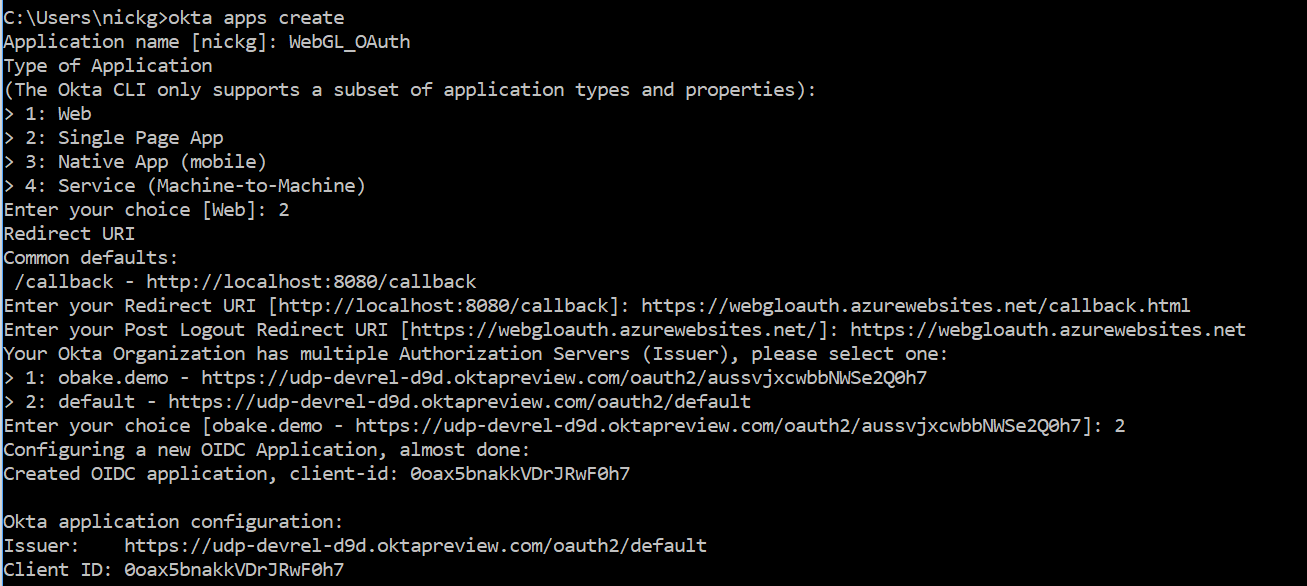 C:\Users\nickg>okta apps create
Application name [nickg]: WebGL_OAuth
Type of Application
(The Okta CLI only supports a subset of application types and properties):
> 1: Web
> 2: Single Page App
> 3: Native App (mobile)
> 4: Service (Machine-to-Machine)
Enter your choice [Web]: 2
Redirect URI
Common defaults:
/callback - http://localhost:8080/callback
Enter your Redirect URI [http://localhost:8080/callback]: https://webgloauth.azurewebsites.net/callback.html
Enter your Post Logout Redirect URI [https://webgloauth.azurewebsites.net/]: https://webgloauth.azurewebsites.net
Your Okta Organization has multiple Authorization Servers (Issuer), please select one:
> 1: obake.demo - https://udp-devrel-d9d.oktapreview.com/oauth2/aussvjxcwbbNWSe2Q0h7
> 2: default - https://udp-devrel-d9d.oktapreview.com/oauth2/default
Enter your choice [obake.demo - https://udp-devrel-d9d.oktapreview.com/oauth2/aussvjxcwbbNWSe2Q0h7]: 2
Configuring a new OIDC Application, almost done:
Created OIDC application, client-id: 0oax5bnakkVDrJRwF0h7
Okta application configuration:
Issuer:    https://udp-devrel-d9d.oktapreview.com/oauth2/default
Client ID: 0oax5bnakkVDrJRwF0h7